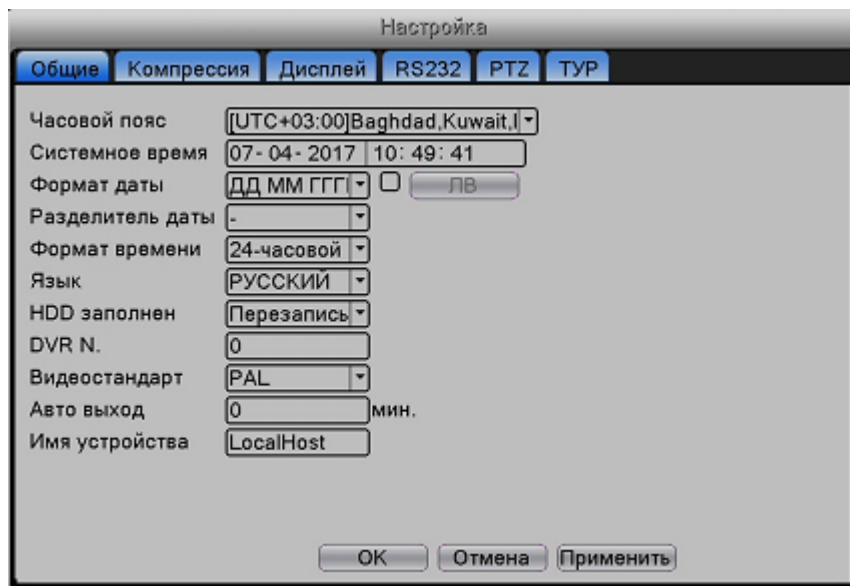 Настройка
Общие Компрессия Дисплей RS232 PTZ ТУР
Часовой пояс [UTC+03:00]Baghdad,Kuwait,
Системное время 07-04-2017 10:49:41
Формат даты ДД ММ ГГГ ЛВ
Разделитель даты -
Формат времени 24-часовой
Язык РУССКИЙ
HDD заполнен Перезапись
DVR N. 0
Видеостандарт PAL
Авто выход 0 мин.
Имя устройства LocalHost
OK Отмена Применить